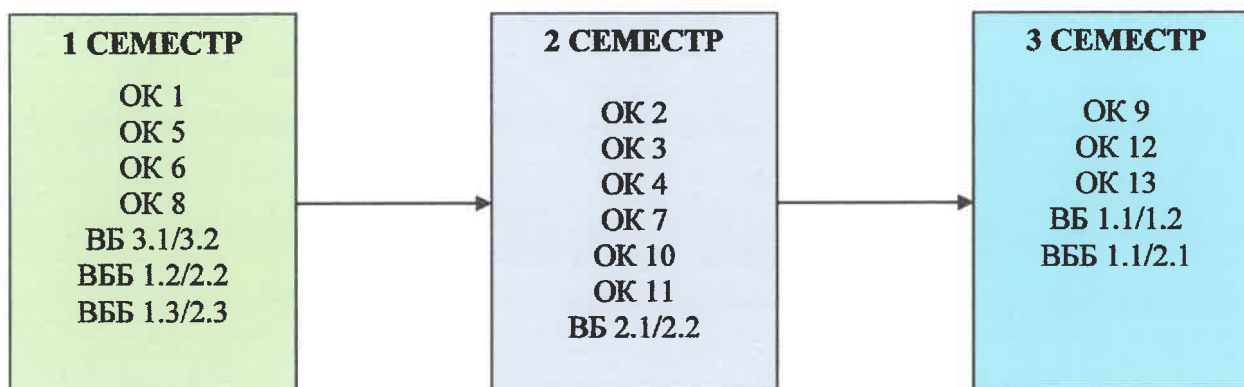 1 СЕМЕСТР
ОК 1
ОК 5
ОК 6
ОК 8
ВБ 3.1/3.2
ВББ 1.2/2.2
ВББ 1.3/2.3
2 СЕМЕСТР
ОК 2
ОК 3
ОК 4
ОК 7
ОК 10
ОК 11
ВБ 2.1/2.2
3 СЕМЕСТР
ОК 9
ОК 12
ОК 13
ВБ 1.1/1.2
ВББ 1.1/2.1